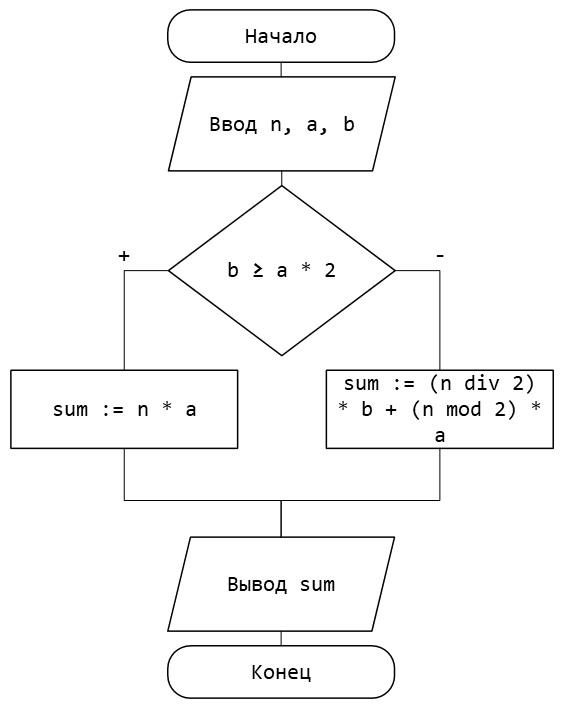 Начало
Ввод n, a, b
b ≥ a * 2
+
-
sum := n * a
sum := (n div 2)
* b + (n mod 2) *
a
Вывод sum
Конец